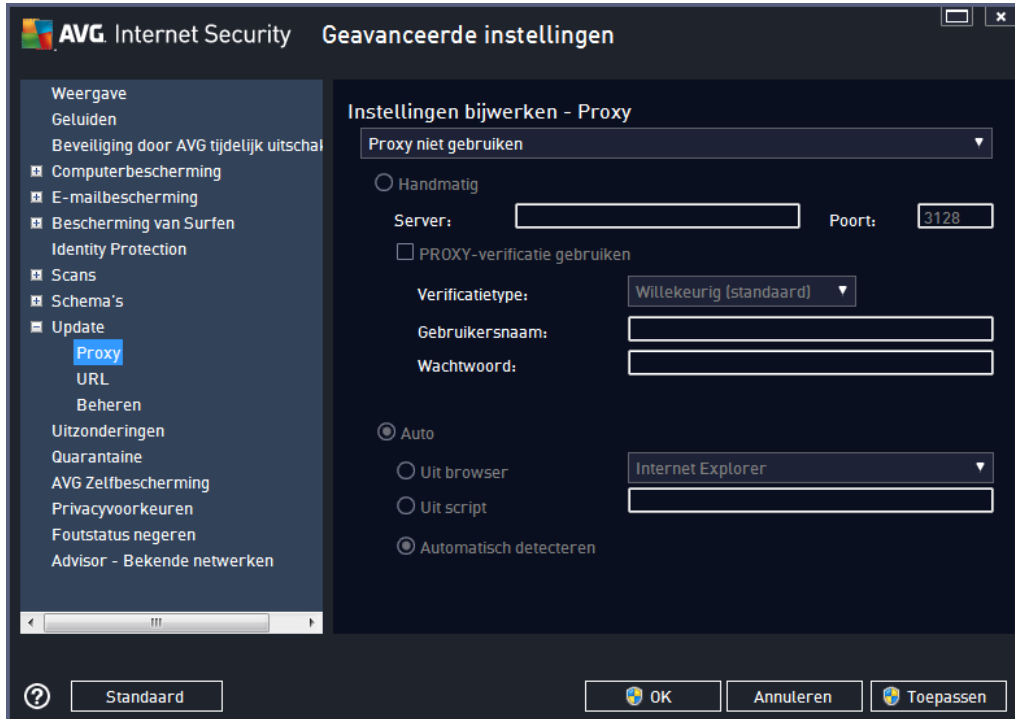 AVG. Internet Security Geavanceerde instellingen
Weergave
Geluiden
Beveiliging door AVG tijdelijk uitschak
Computerbescherming
E-mailbescherming
Bescherming van Surfen
Identity Protection
Scans
Schema's
Update
Proxy
URL
Beheren
Uitzonderingen
Quarantaine
AVG Zelfbescherming
Privacyvoorkeuren
Foutstatus negeren
Advisor - Bekende netwerken
Instellingen bijwerken - Proxy
Proxy niet gebruiken
Handmatig
Server: Poort: 3128
PROXY-verificatie gebruiken
Verificatietype: Willekeurig (standaard)
Gebruikersnaam:
Wachtwoord:
Auto
Uit browser Internet Explorer
Uit script
Automatisch detecteren
? Standaard OK Annuleren Toepassen